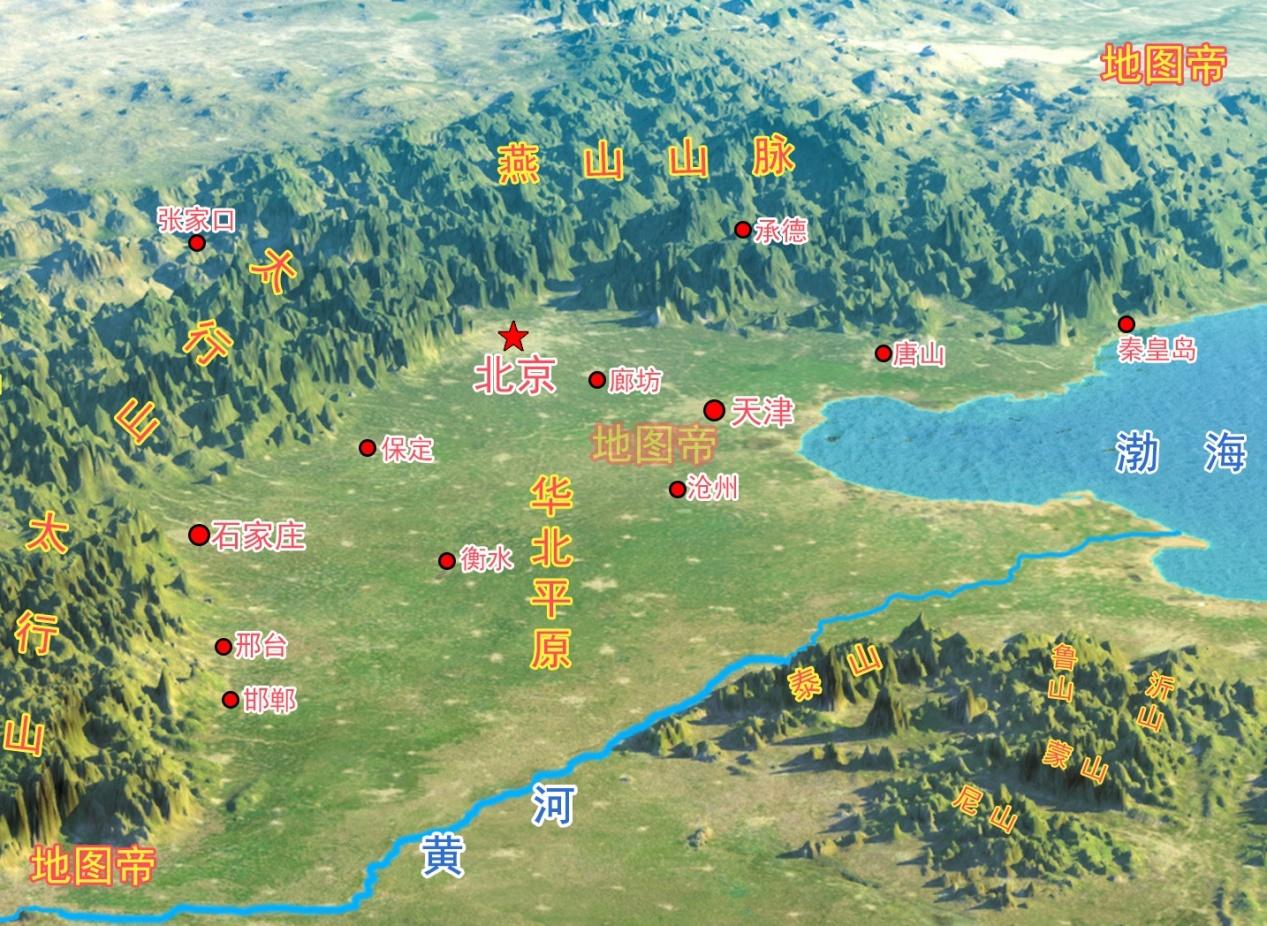 地图帝
燕山山脉
张家口
承德
太行山
秦皇岛
北京
唐山
廊坊
天津
地图帝
渤海
保定
沧州
华北平原
太行山
石家庄
衡水
邢台
邯郸
泰山
鲁山
沂山
蒙山
尼山
黄河
地图帝